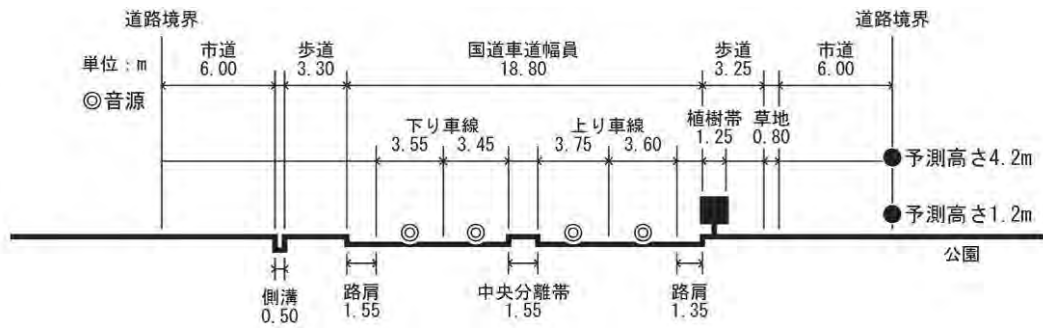 道路境界
道路境界
単位：m
◎音源
市道
6.00
歩道
3.30
国道車道幅員
18.80
歩道
3.25
市道
6.00
下り車線
3.55
3.45
上り車線
3.75
3.60
植樹帯
1.25
草地
0.80
予測高さ4.2m
予測高さ1.2m
公園
側溝
0.50
路肩
1.55
中央分離帯
1.55
路肩
1.35